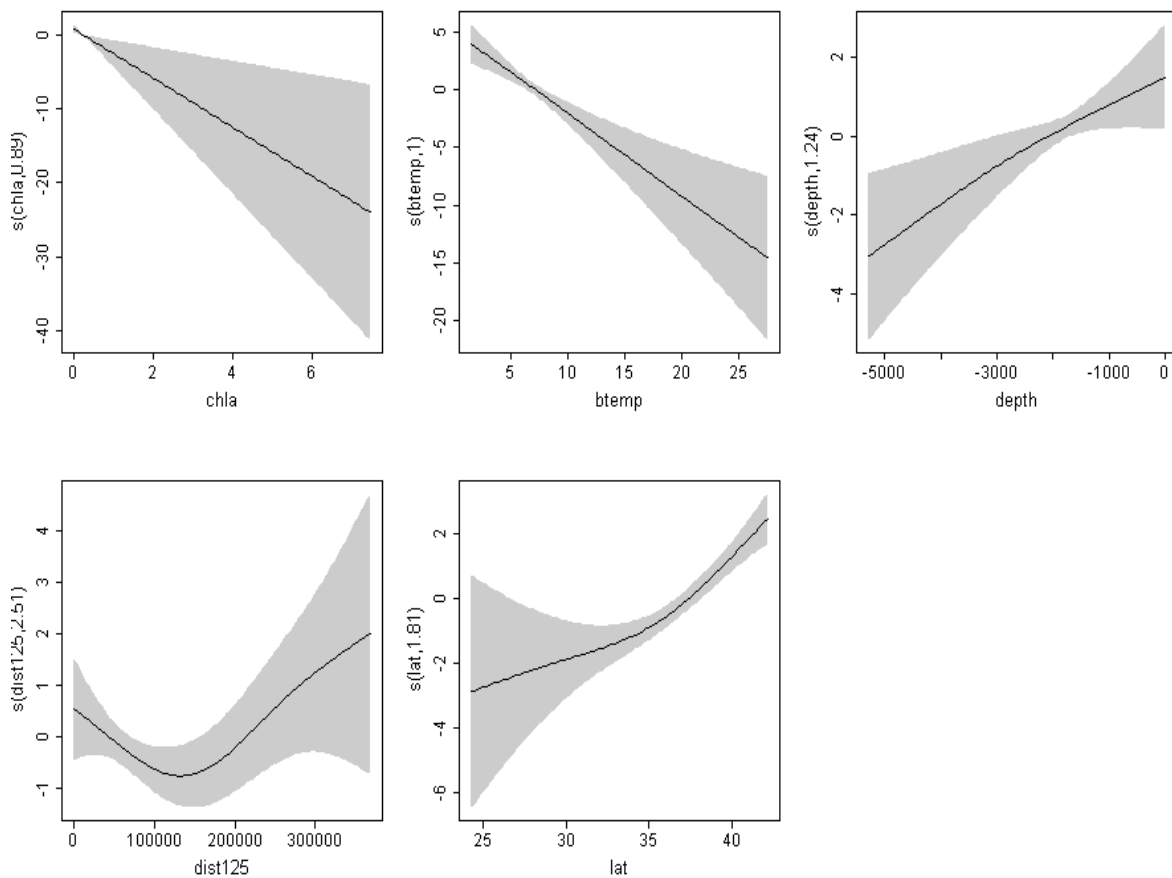 s(chla,0.89)
0
-10
-20
-30
-40
0 2 4 6
chla
s(btemp,1)
5
0
-5
-10
-15
-20
5 10 15 20 25
btemp
s(depth,1.24)
2
0
-2
-4
-5000 -3000 -1000 0
depth
s(dist125,2.51)
4
3
2
1
0
-1
0 100000 200000 300000
dist125
s(lat,1.81)
2
0
-2
-4
-6
25 30 35 40
lat